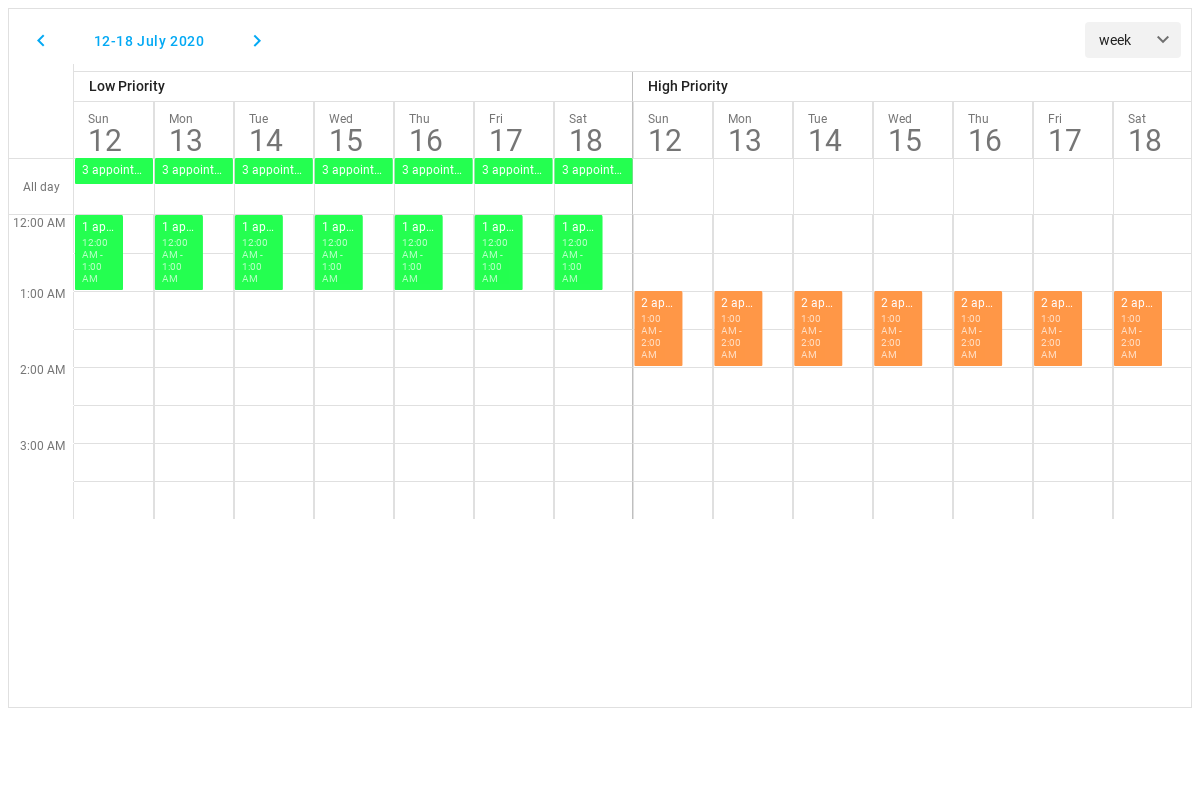 12-18 July 2020 week
Low Priority High Priority
Sun Mon Tue Wed Thu Fri Sat Sun Mon Tue Wed Thu Fri Sat
12 13 14 15 16 17 18 12 13 14 15 16 17 18
3 appoint... 3 appoint... 3 appoint... 3 appoint... 3 appoint... 3 appoint... 3 appoint...
All day
12:00 AM 1 ap... 1 ap... 1 ap... 1 ap... 1 ap... 1 ap... 1 ap...
12:00 12:00 12:00 12:00 12:00 12:00 12:00
AM - AM - AM - AM - AM - AM - AM -
1:00 1:00 1:00 1:00 1:00 1:00 1:00
AM AM AM AM AM AM AM
1:00 AM 2 ap... 2 ap... 2 ap... 2 ap... 2 ap... 2 ap... 2 ap...
1:00 1:00 1:00 1:00 1:00 1:00 1:00
AM - AM - AM - AM - AM - AM - AM -
2:00 2:00 2:00 2:00 2:00 2:00 2:00
AM AM AM AM AM AM AM
2:00 AM
3:00 AM